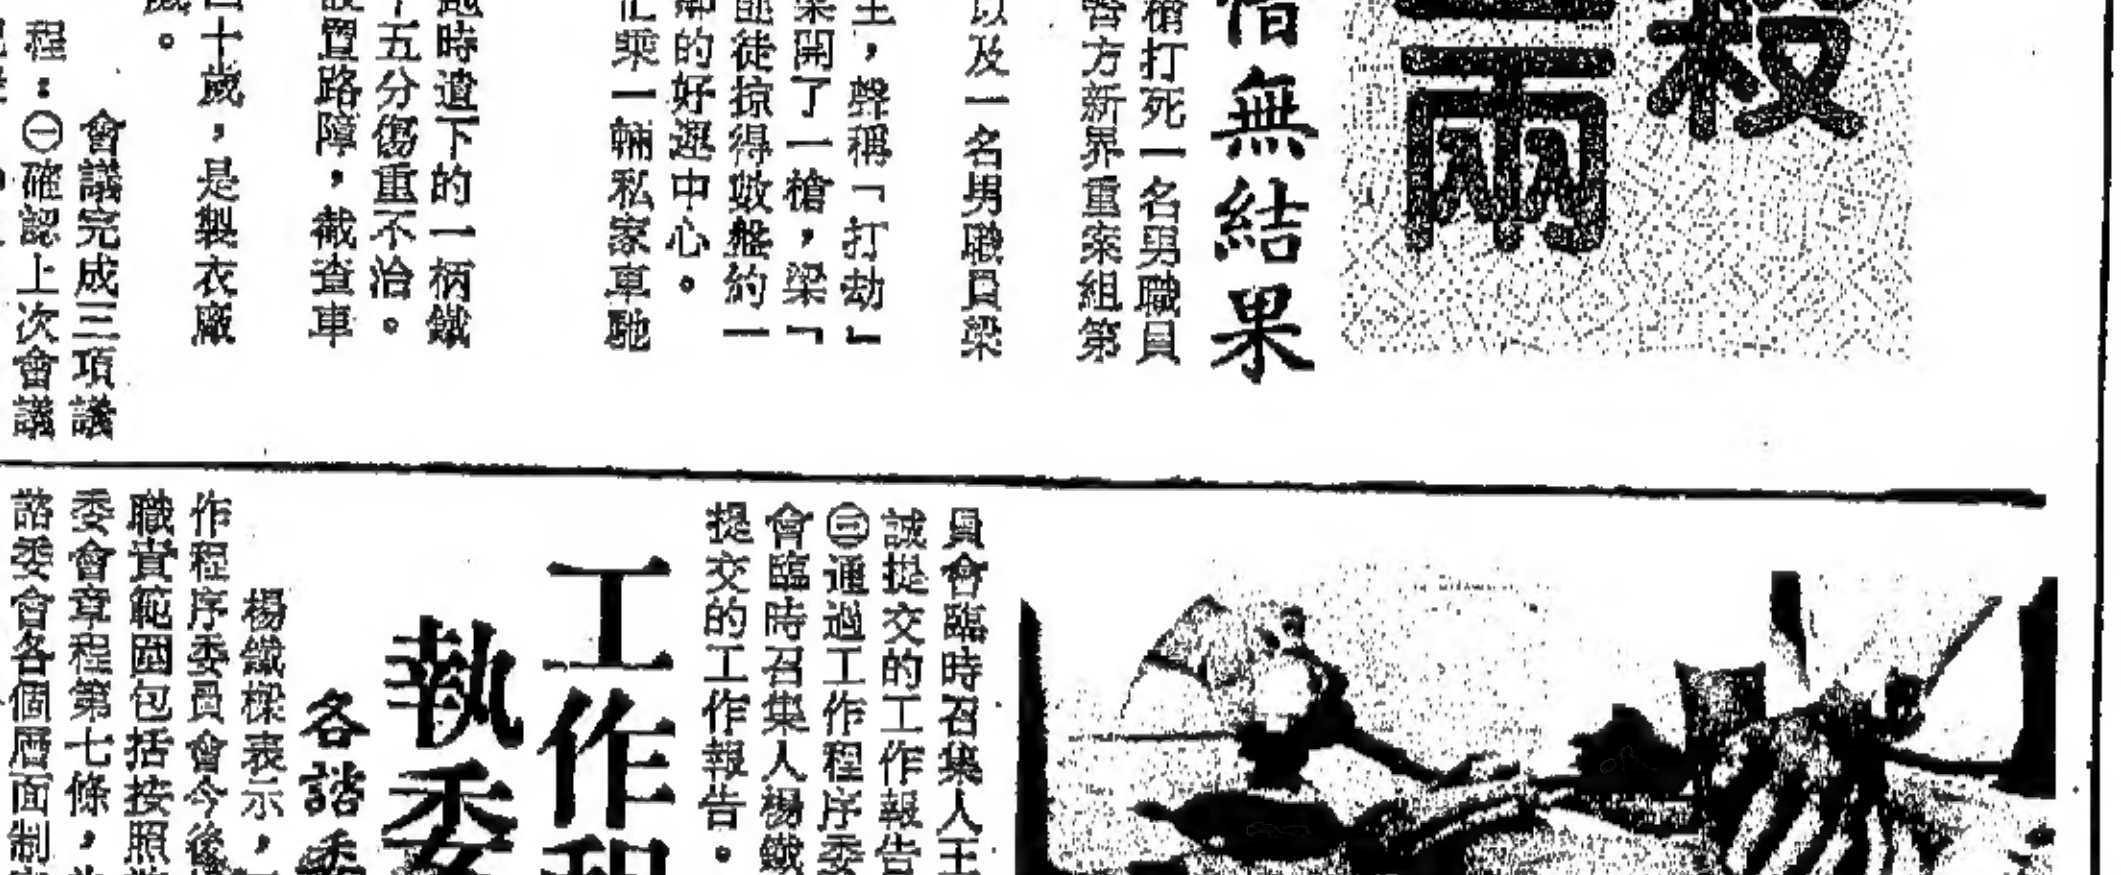 殺
兩
無結果
槍打死一名男職員
警方新界重案組第
以及一名男職員梁
，聲稱「打劫」
梁開了一槍，梁「
匪徒掠得數盤約一
鄰的好運中心。
忙乘一輛私家車馳
時遺下的一柄鐵
十五分傷重不治。
設置路障，截查車
四十歲，是製衣廠
歲。
會議完成三項議
程：㊀確認上次會議
員會臨時召集人王
誠提交的工作報告
㊂通過工作程序委
會臨時召集人楊鐵
提交的工作報告。
工作程
執委
各諮委
楊鐵樑表示，
作程序委員會今後
職責範圍包括按照
委會章程第七條，
諮委會各個層面制